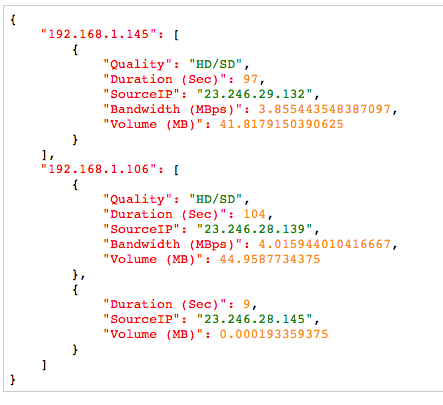 {
    "192.168.1.145": [
        {
            "Quality": "HD/SD",
            "Duration (Sec)": 97,
            "SourceIP": "23.246.29.132",
            "Bandwidth (MBps)": 3.855443548387097,
            "Volume (MB)": 41.8179150390625
        }
    ],
    "192.168.1.106": [
        {
            "Quality": "HD/SD",
            "Duration (Sec)": 104,
            "SourceIP": "23.246.28.139",
            "Bandwidth (MBps)": 4.015944010416667,
            "Volume (MB)": 44.9587734375
        },
        {
            "Duration (Sec)": 9,
            "SourceIP": "23.246.28.145",
            "Volume (MB)": 0.000193359375
        }
    ]
}